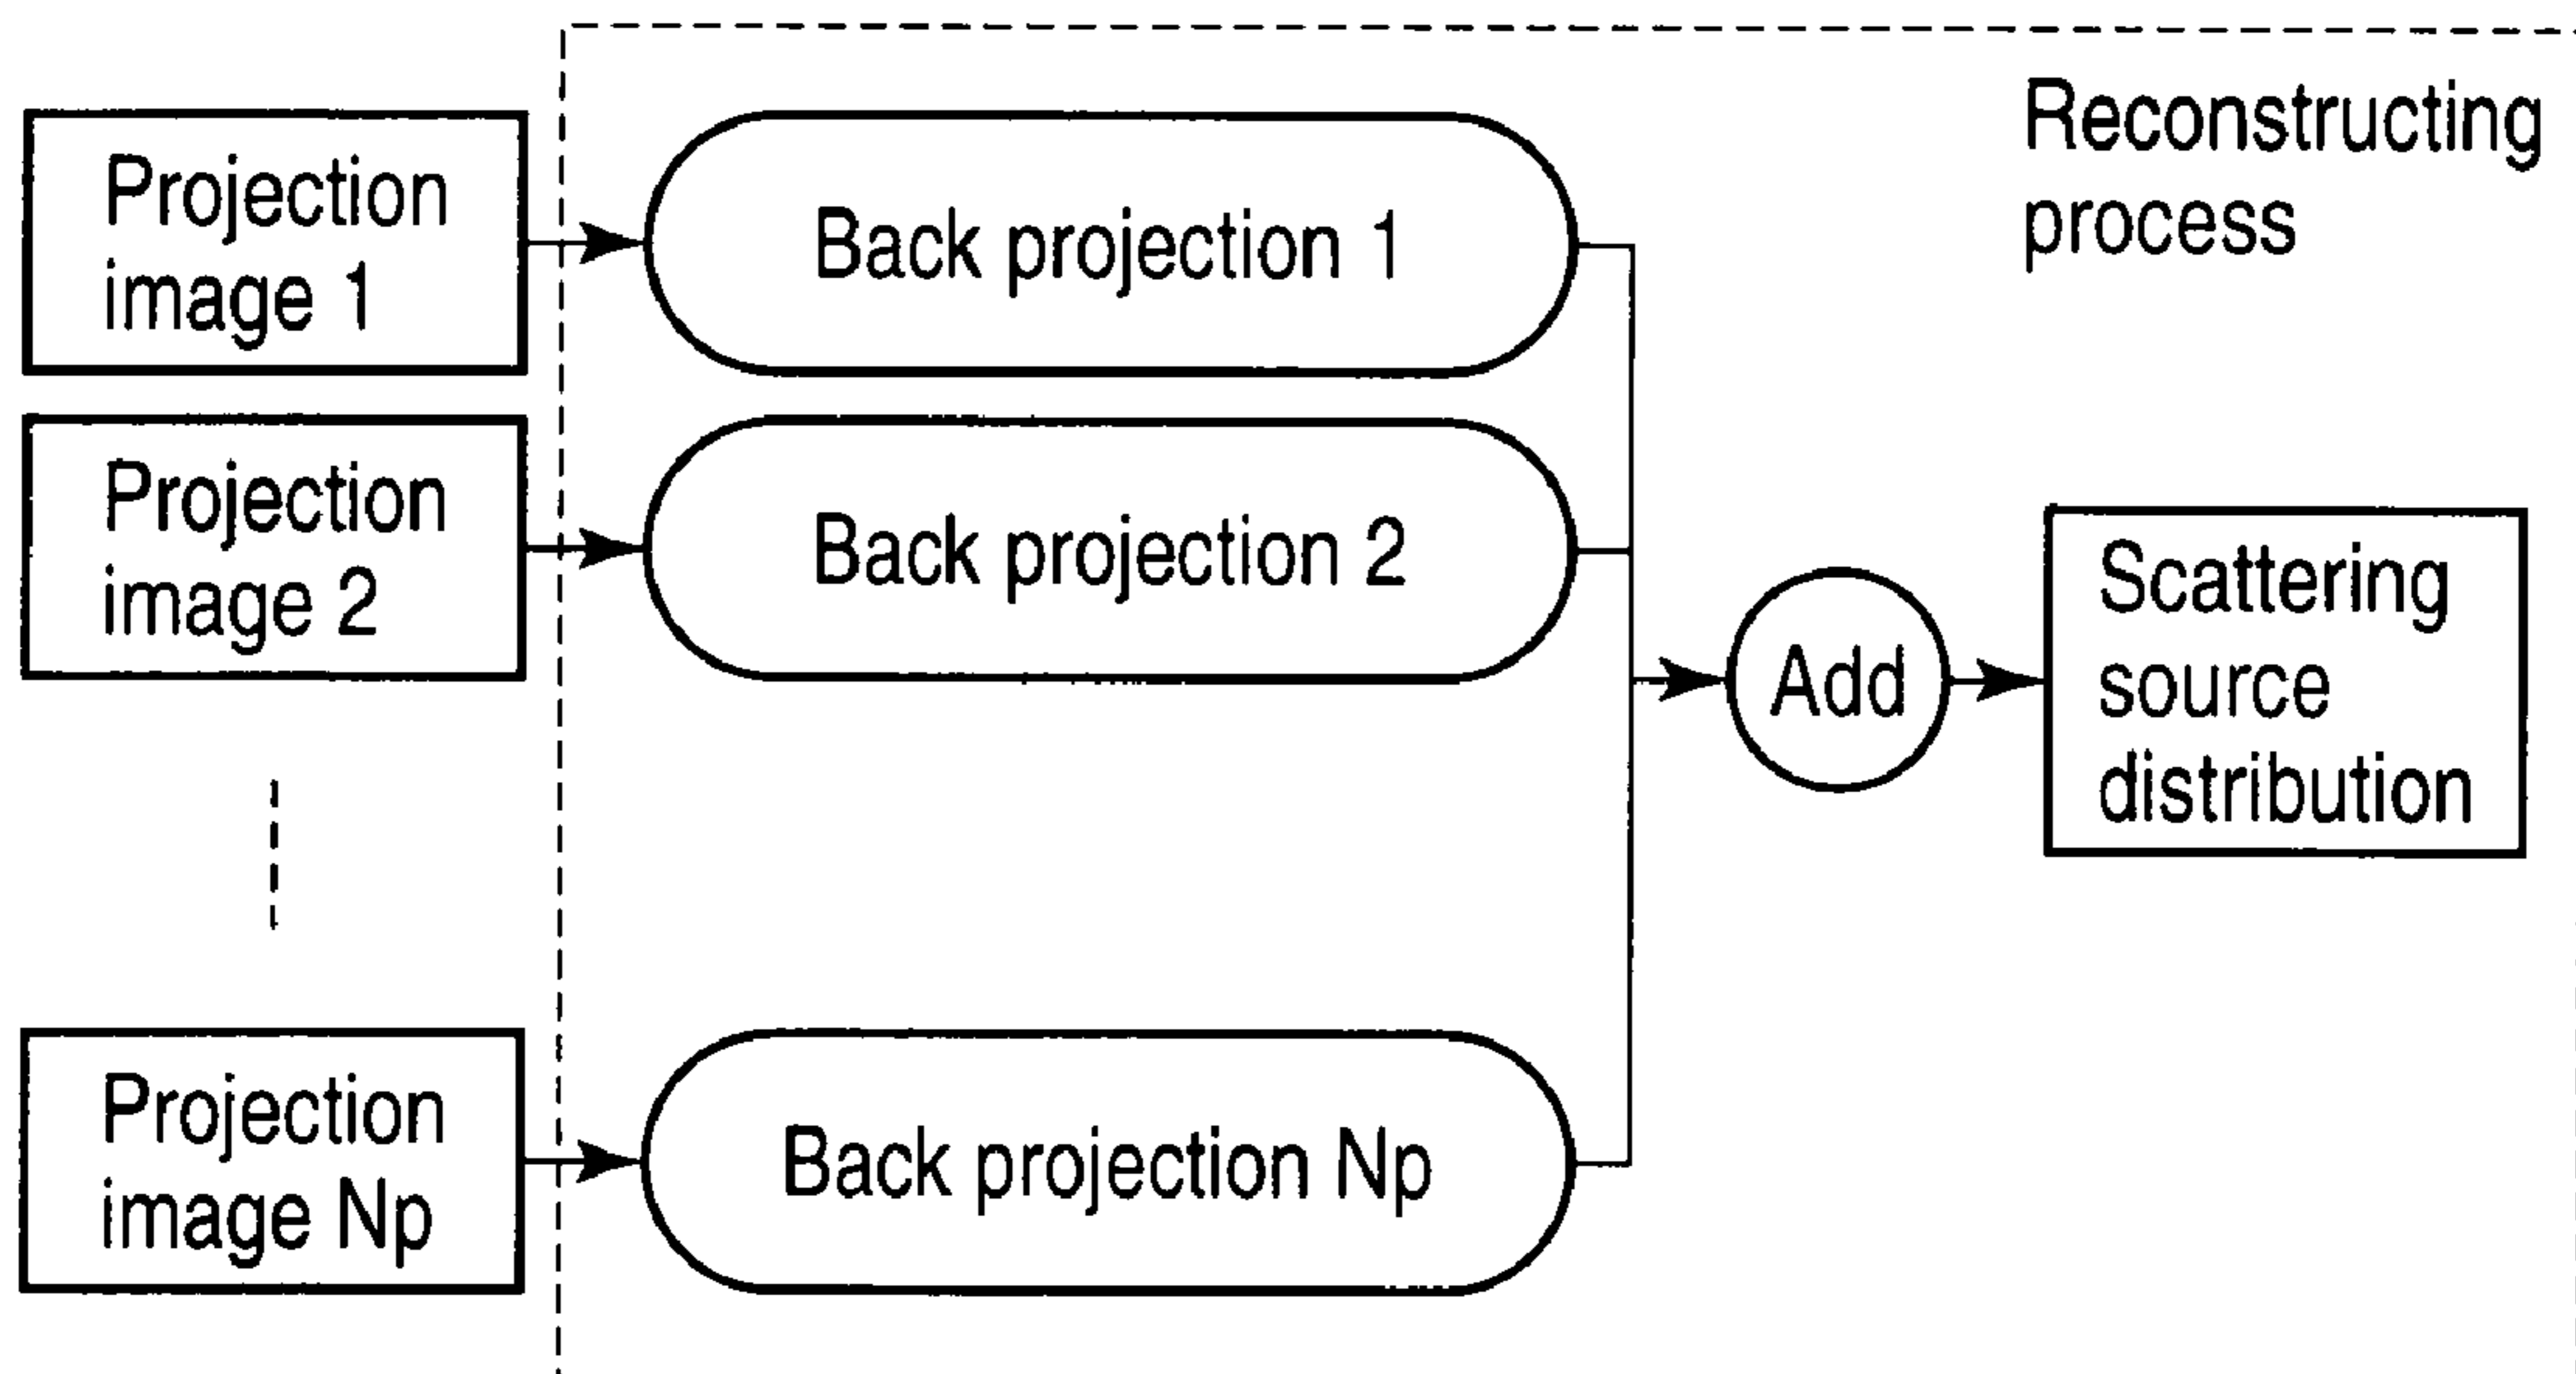 Reconstructing
process
Projection
image 1
Back projection 1
Projection
image 2
Back projection 2
Add
Scattering
source
distribution
Projection
image Np
Back projection Np